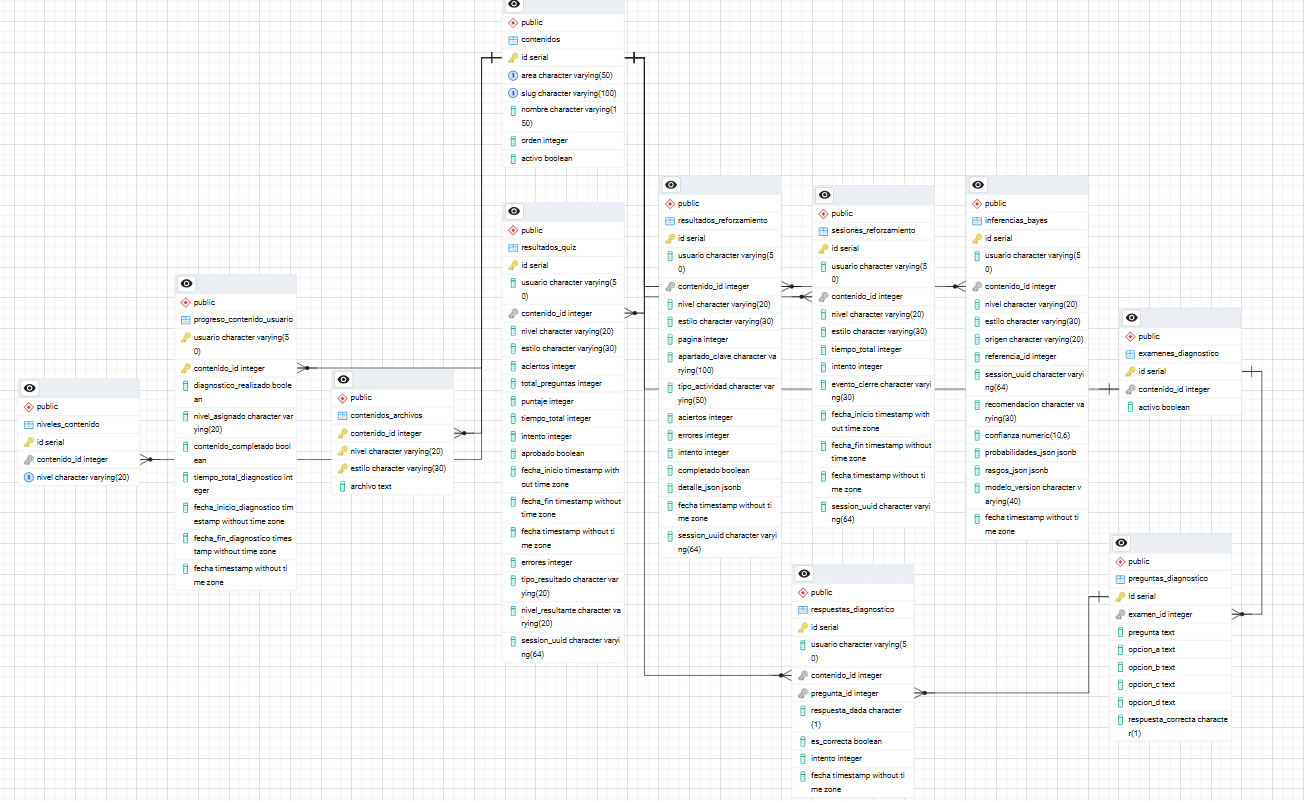 public
contenidos
id serial
area character varying(50)
slug character varying(100)
nombre character varying(1
50)
orden integer
activo boolean
public
resultados_quiz
id serial
usuario character varying(5
0)
contenido_id integer
nivel character varying(20)
estilo character varying(30)
aciertos integer
total_preguntas integer
puntaje integer
tiempo_total integer
intento integer
aprobado boolean
fecha_inicio timestamp with
out time zone
fecha_fin timestamp without
time zone
fecha timestamp without ti
me zone
errores integer
tipo_resultado character var
ying(20)
nivel_resultante character va
rying(20)
session_uuid character varyi
ng(64)
public
resultados_reforzamiento
id serial
usuario character varying(5
0)
contenido_id integer
nivel character varying(20)
estilo character varying(30)
pagina integer
apartado_clave character va
rying(100)
tipo_actividad character var
ying(50)
aciertos integer
errores integer
intento integer
completado boolean
detalle_json jsonb
fecha timestamp without ti
me zone
session_uuid character varyi
ng(64)
public
sesiones_reforzamiento
id serial
usuario character varying(5
0)
contenido_id integer
nivel character varying(20)
estilo character varying(30)
tiempo_total integer
intento integer
evento_cierre character varyi
ng(30)
fecha_inicio timestamp with
out time zone
fecha_fin timestamp without
time zone
fecha timestamp without ti
me zone
session_uuid character varyi
ng(64)
public
inferencias_bayes
id serial
usuario character varying(5
0)
contenido_id integer
nivel character varying(20)
estilo character varying(30)
origen character varying(20)
referencia_id integer
session_uuid character varyi
ng(64)
recomendacion character va
rying(30)
confianza numeric(10,6)
probabilidades_json jsonb
rasgos_json jsonb
modelo_version character v
arying(40)
fecha timestamp without ti
me zone
public
progreso_contenido_usuario
usuario character varying(5
0)
contenido_id integer
diagnostico_realizado boole
an
nivel_asignado character var
ying(20)
contenido_completado bool
ean
tiempo_total_diagnostico int
eger
fecha_inicio_diagnostico tim
estamp without time zone
fecha_fin_diagnostico times
tamp without time zone
fecha timestamp without ti
me zone
public
niveles_contenido
id serial
contenido_id integer
nivel character varying(20)
public
contenidos_archivos
contenido_id integer
nivel character varying(20)
estilo character varying(30)
archivo text
public
examenes_diagnostico
id serial
contenido_id integer
activo boolean
public
preguntas_diagnostico
id serial
examen_id integer
pregunta text
opcion_a text
opcion_b text
opcion_c text
opcion_d text
respuesta_correcta characte
r(1)
public
respuestas_diagnostico
id serial
usuario character varying(5
0)
contenido_id integer
pregunta_id integer
respuesta_dada character
(1)
es_correcta boolean
intento integer
fecha timestamp without ti
me zone